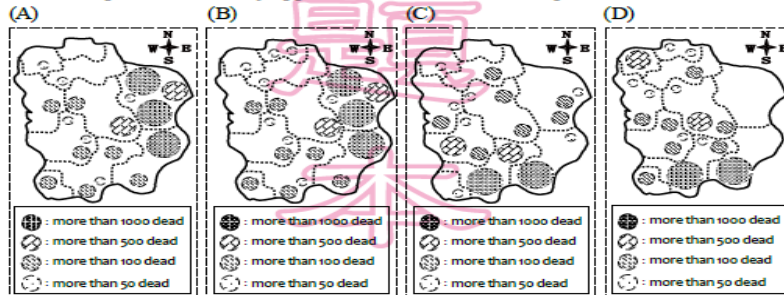 (A) (B) (C) (D)
N N N N
W E W E W E W E
S S S S
: more than 1000 dead : more than 1000 dead : more than 1000 dead : more than 1000 dead
: more than 500 dead : more than 500 dead : more than 500 dead : more than 500 dead
: more than 100 dead : more than 100 dead : more than 100 dead : more than 100 dead
: more than 50 dead : more than 50 dead : more than 50 dead : more than 50 dead